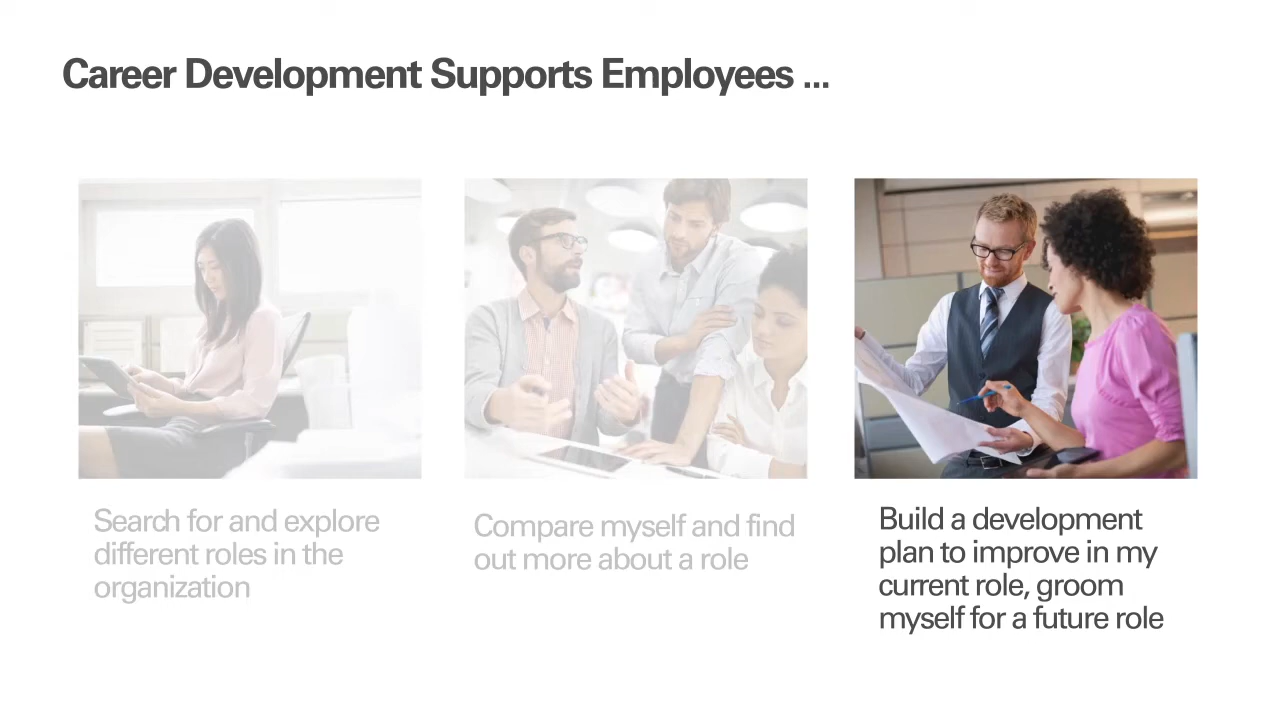 Career Development Supports Employees ...
Search for and explore
different roles in the
organization
Compare myself and find
out more about a role
Build a development
plan to improve in my
current role, groom
myself for a future role